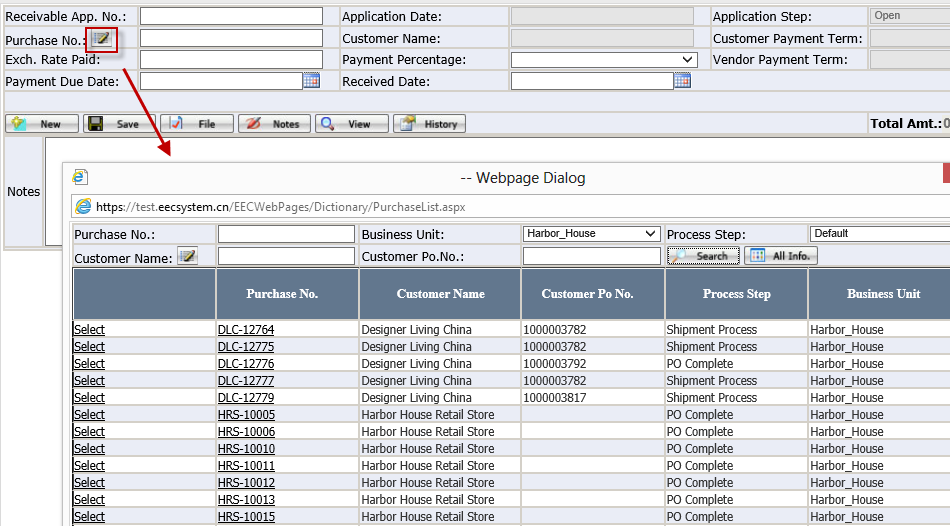 Receivable App. No.: Application Date: Application Step: Open
Purchase No.: Customer Name: Customer Payment Term:
Exch. Rate Paid: Payment Percentage: Vendor Payment Term:
Payment Due Date: Received Date:
New Save File Notes View History Total Amt.:0
Notes
-- Webpage Dialog
https://test.eecsystem.cn/EECWebPages/Dictionary/PurchaseList.aspx
Purchase No.: Business Unit: Harbor_House Process Step: Default
Customer Name: Customer Po.No.: Search All Info.
Purchase No. Customer Name Customer Po No. Process Step Business Unit
Select DLC-12764 Designer Living China 1000003782 Shipment Process Harbor_House
Select DLC-12775 Designer Living China 1000003782 Shipment Process Harbor_House
Select DLC-12776 Designer Living China 1000003792 PO Complete Harbor_House
Select DLC-12777 Designer Living China 1000003782 Shipment Process Harbor_House
Select DLC-12779 Designer Living China 1000003817 Shipment Process Harbor_House
Select HRS-10005 Harbor House Retail Store PO Complete Harbor_House
Select HRS-10006 Harbor House Retail Store PO Complete Harbor_House
Select HRS-10010 Harbor House Retail Store PO Complete Harbor_House
Select HRS-10011 Harbor House Retail Store PO Complete Harbor_House
Select HRS-10012 Harbor House Retail Store PO Complete Harbor_House
Select HRS-10013 Harbor House Retail Store PO Complete Harbor_House
Select HRS-10015 Harbor House Retail Store PO Complete Harbor_House